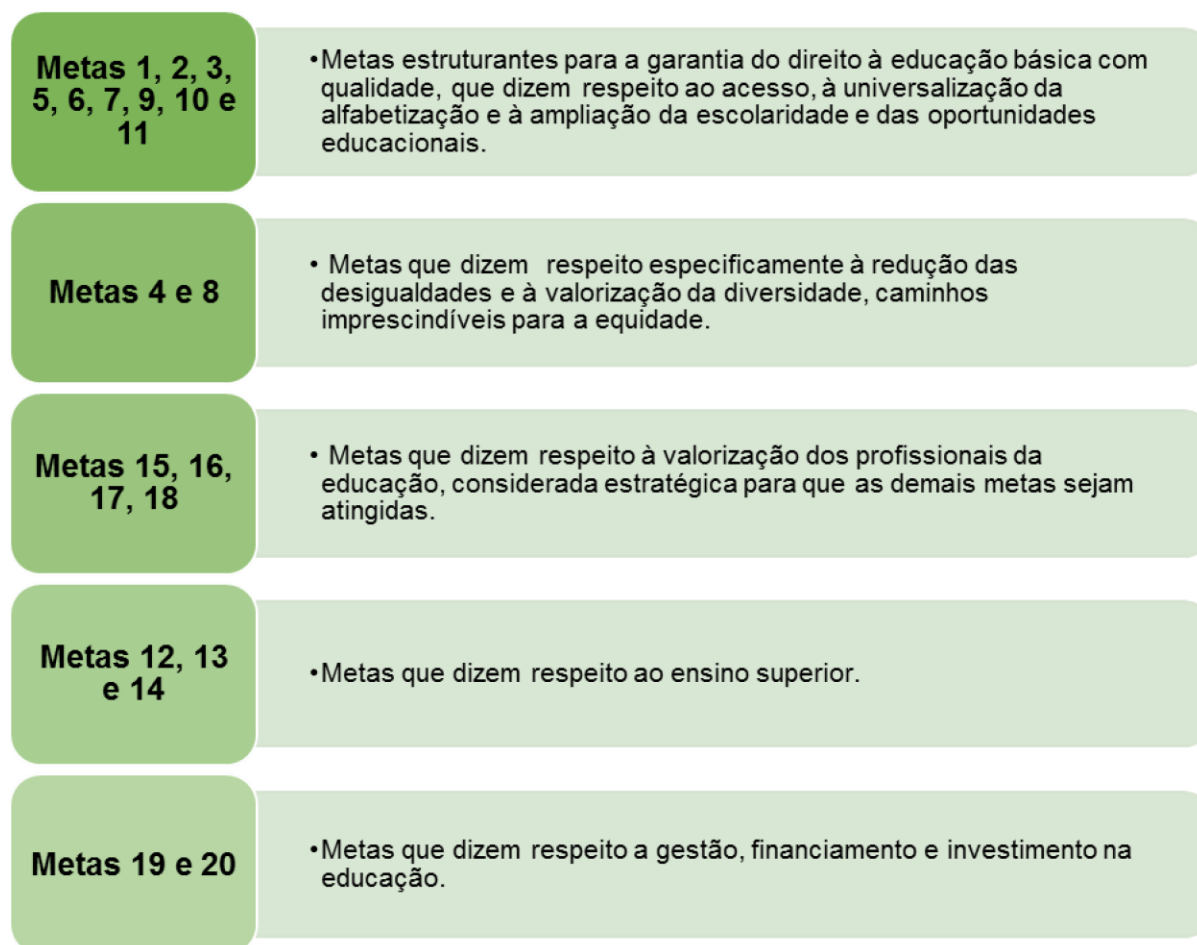 Metas 1, 2, 3,
5, 6, 7, 9, 10 e
11
•Metas estruturantes para a garantia do direito à educação básica com
qualidade, que dizem respeito ao acesso, à universalização da
alfabetização e à ampliação da escolaridade e das oportunidades
educacionais.
Metas 4 e 8
• Metas que dizem respeito especificamente à redução das
desigualdades e à valorização da diversidade, caminhos
imprescindíveis para a equidade.
Metas 15, 16,
17, 18
• Metas que dizem respeito à valorização dos profissionais da
educação, considerada estratégica para que as demais metas sejam
atingidas.
Metas 12, 13
e 14
•Metas que dizem respeito ao ensino superior.
Metas 19 e 20
•Metas que dizem respeito a gestão, financiamento e investimento na
educação.